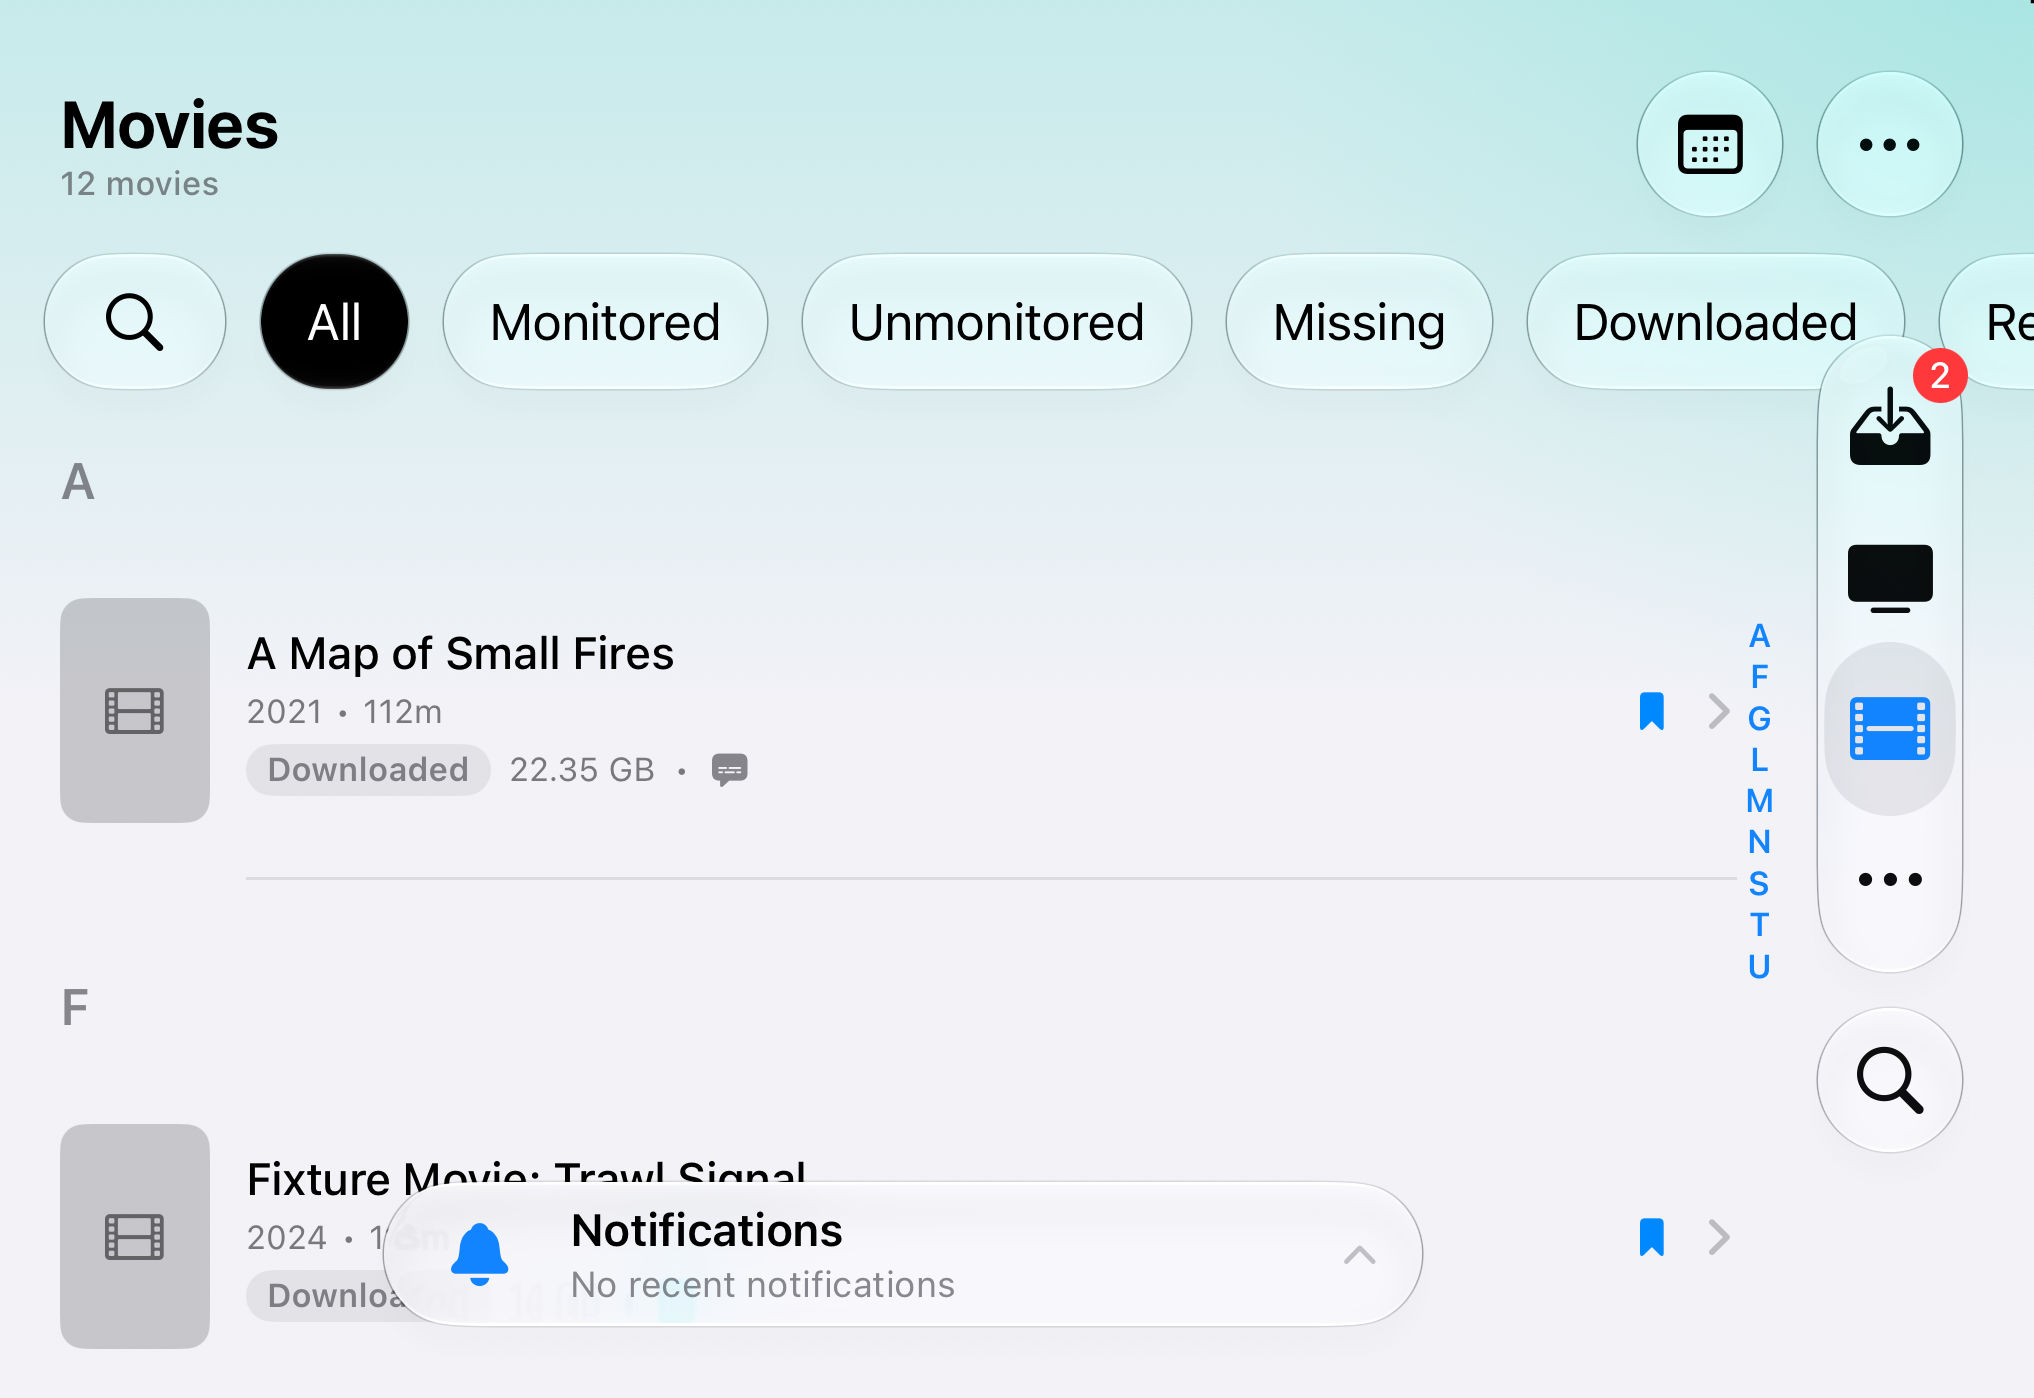 Movies
12 movies
All
Monitored
Unmonitored
Missing
Downloaded
Re
2
A
A Map of Small Fires
2021 • 112m
Downloaded 22.35 GB •
A
F
G
L
M
N
S
T
U
F
Fixture Movie: Trawl Signal
2024 •
Notifications
No recent notifications